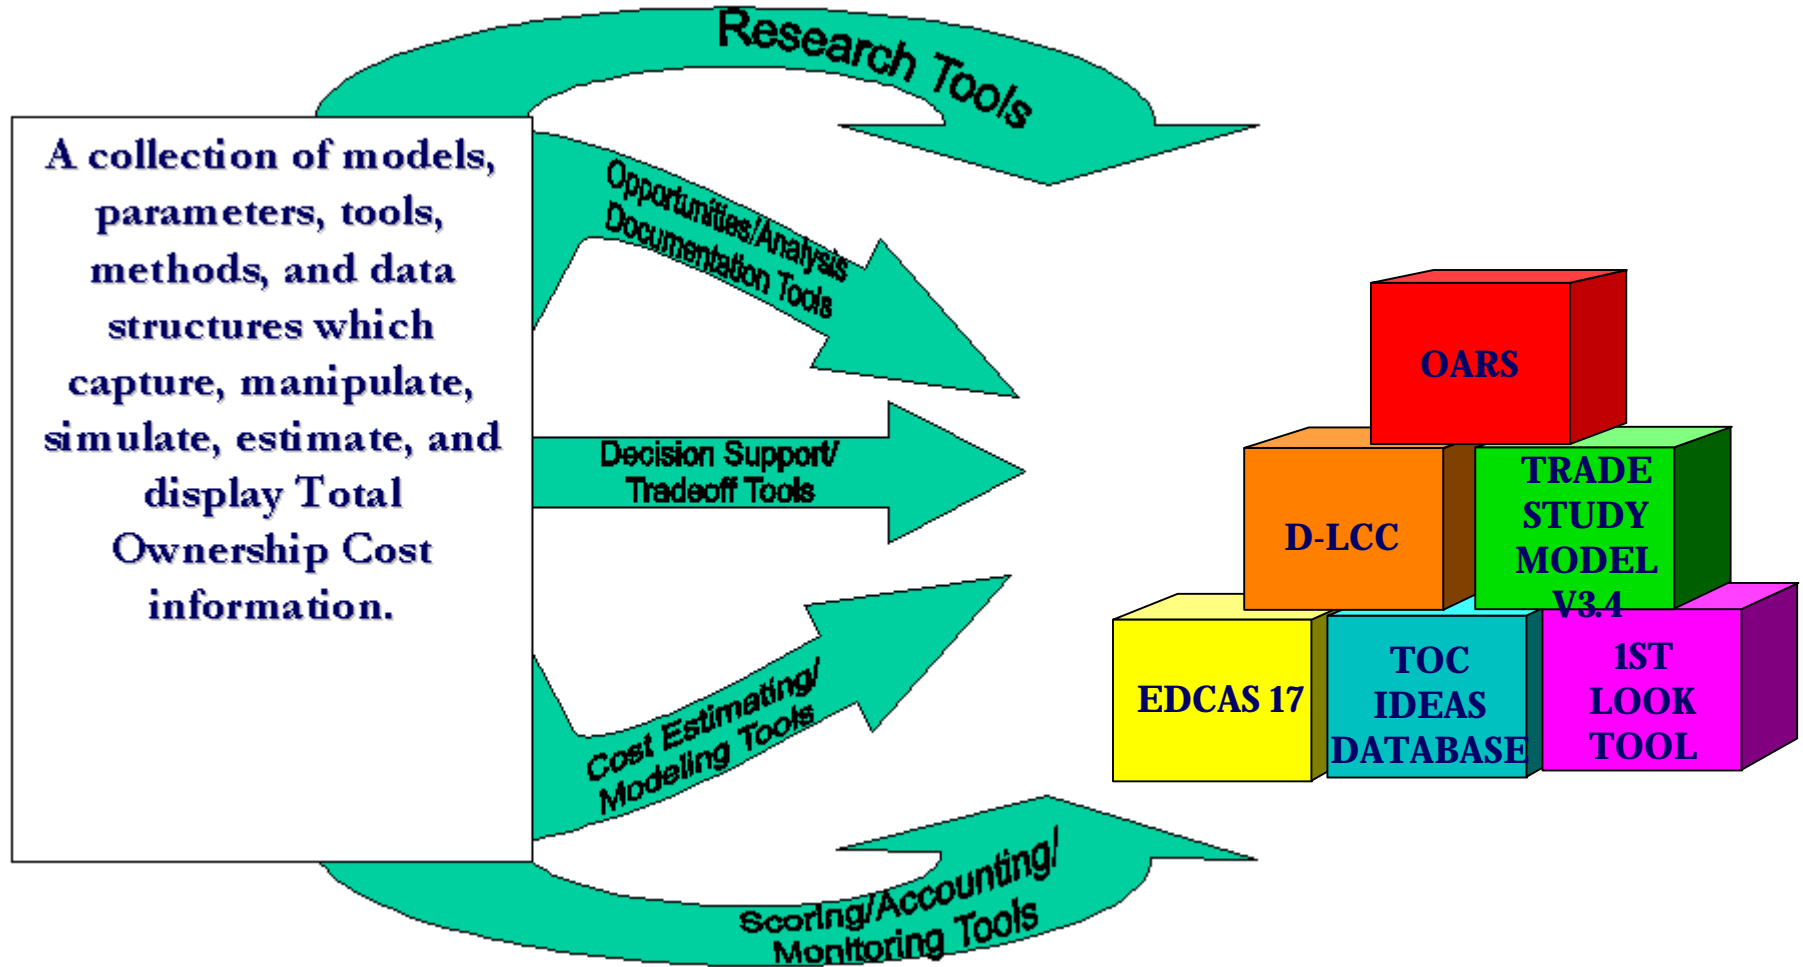 Research Tools
A collection of models,
parameters, tools,
methods, and data
structures which
capture, manipulate,
simulate, estimate, and
display Total
Ownership Cost
information.
Opportunities/Analysis
Documentation Tools
Decision Support/
Tradeoff Tools
Cost Estimating/
Modeling Tools
Scoring/Accounting/
Monitoring Tools
OARS
D-LCC
TRADE
STUDY
MODEL
V3.4
EDCAS 17
TOC
IDEAS
DATABASE
1ST
LOOK
TOOL